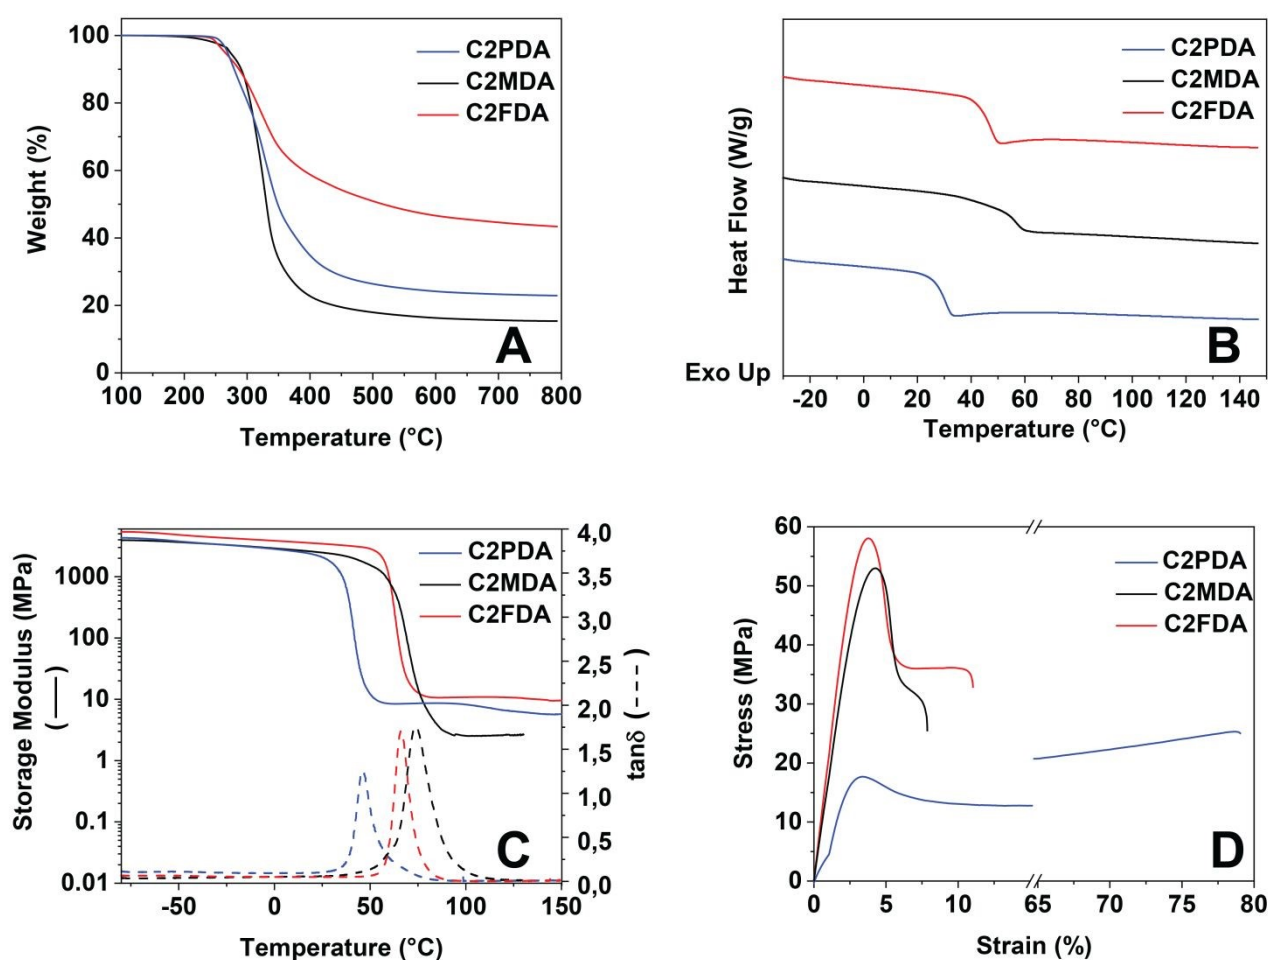 100
80
60
40
20
0
Weight (%)
C2PDA
C2MDA
C2FDA
A
100 200 300 400 500 600 700 800
Temperature (°C)
Heat Flow (W/g)
C2PDA
C2MDA
C2FDA
B
Exo Up
-20 0 20 40 60 80 100 120 140
Temperature (°C)
Storage Modulus (MPa)
(——)
1000
100
10
1
0.1
0.01
C2PDA
C2MDA
C2FDA
C
4,0
3,5
3,0
2,5
2,0
1,5
1,0
0,5
0,0
tanδ (----)
-50 0 50 100 150
Temperature (°C)
Stress (MPa)
60
50
40
30
20
10
0
C2PDA
C2MDA
C2FDA
D
0 5 10 65 70 75 80
Strain (%)